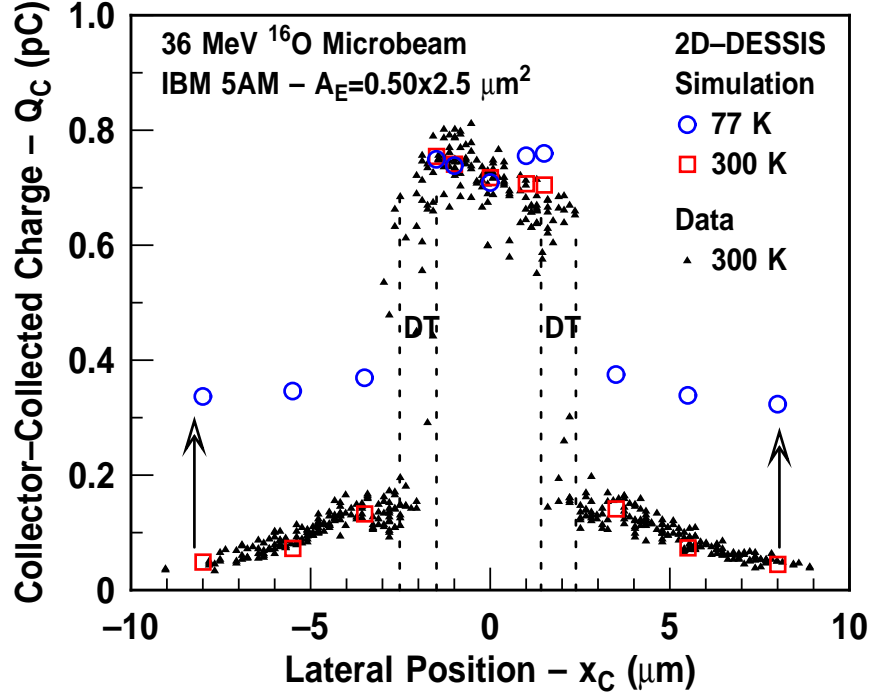 Collector–Collected Charge – Q_C (pC)
1.0
0.8
0.6
0.4
0.2
0
36 MeV ¹⁶O Microbeam
IBM 5AM – A_E=0.50x2.5 μm²
2D–DESSIS
Simulation
77 K
300 K
Data
300 K
DT
DT
−10
−5
0
5
10
Lateral Position – x_C (μm)